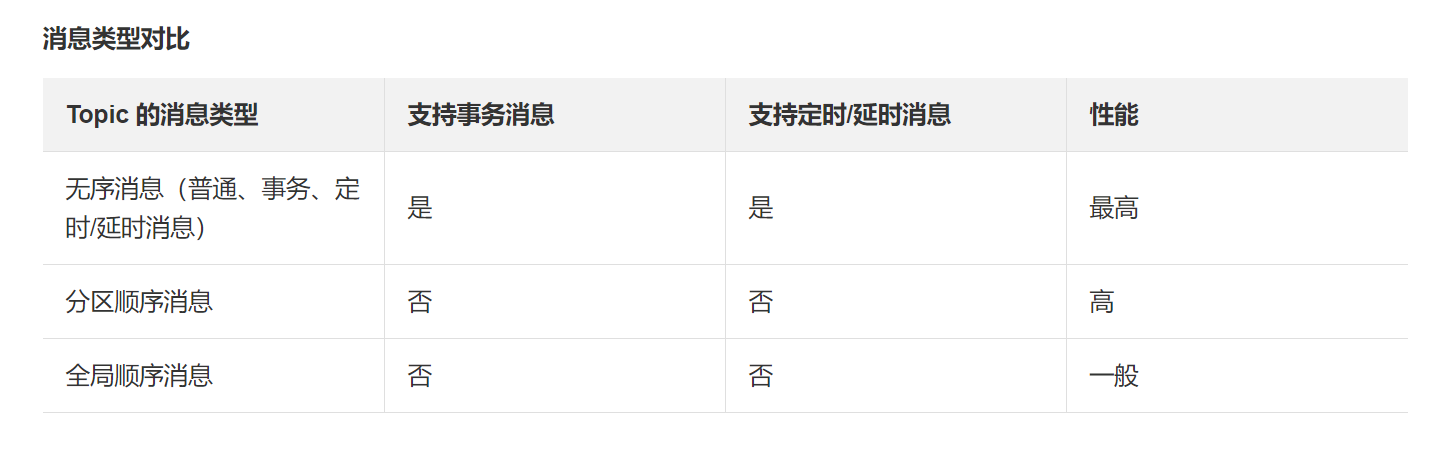 消息类型对比
Topic 的消息类型 支持事务消息 支持定时/延时消息 性能
无序消息（普通、事务、定
时/延时消息） 是 是 最高
分区顺序消息 否 否 高
全局顺序消息 否 否 一般